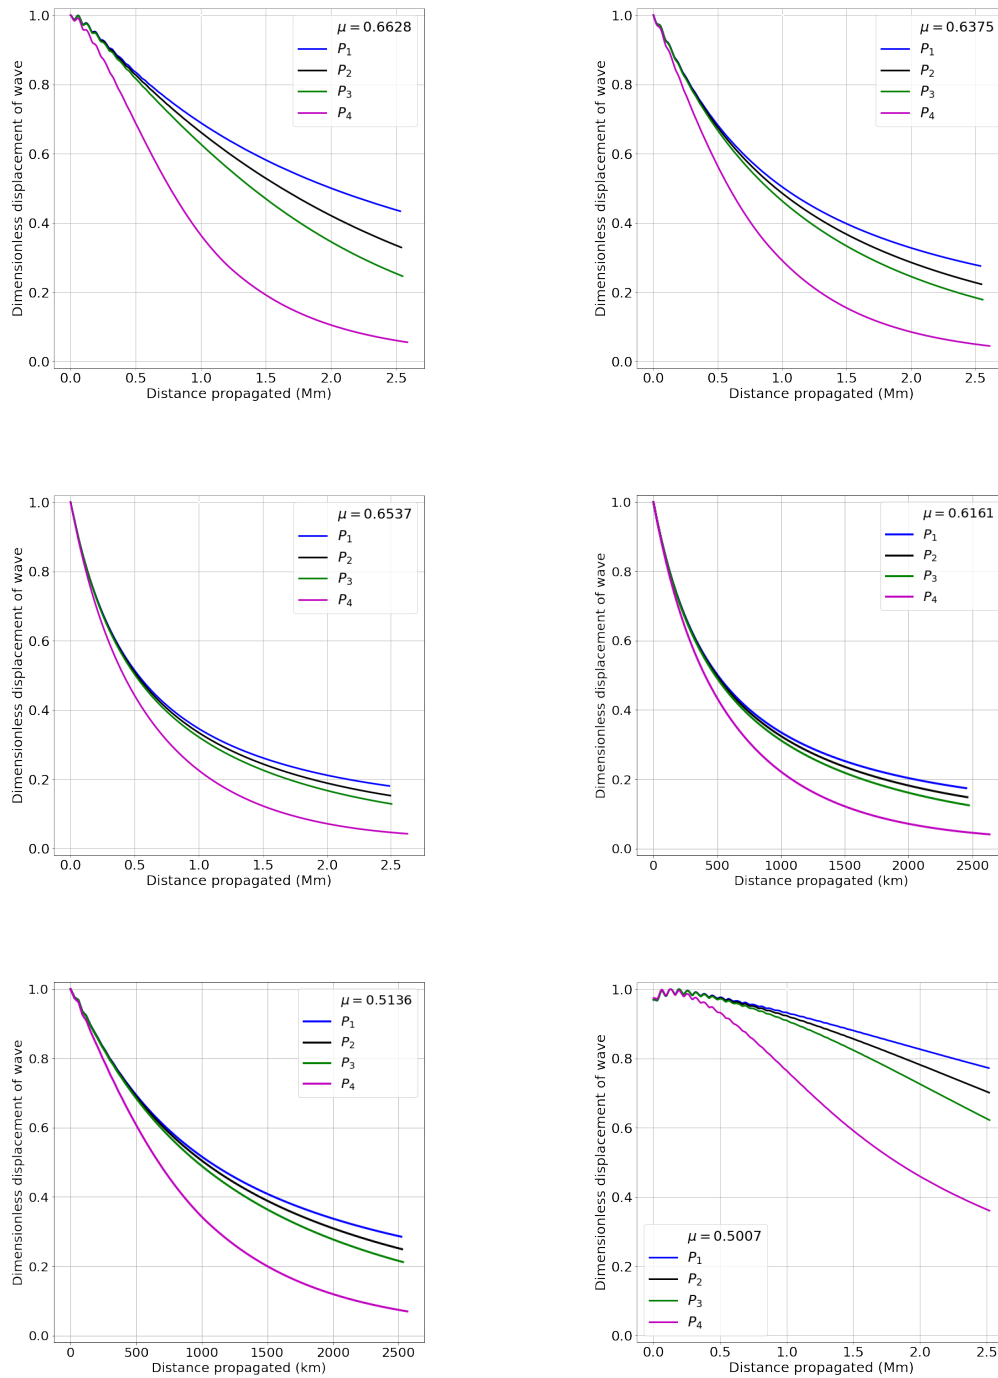 μ = 0.6628
P1
P2
P3
P4
Dimensionless displacement of wave
1.0
0.8
0.6
0.4
0.2
0.0
0.0 0.5 1.0 1.5 2.0 2.5
Distance propagated (Mm)
μ = 0.6375
P1
P2
P3
P4
Dimensionless displacement of wave
1.0
0.8
0.6
0.4
0.2
0.0
0.0 0.5 1.0 1.5 2.0 2.5
Distance propagated (Mm)
μ = 0.6537
P1
P2
P3
P4
Dimensionless displacement of wave
1.0
0.8
0.6
0.4
0.2
0.0
0.0 0.5 1.0 1.5 2.0 2.5
Distance propagated (Mm)
μ = 0.6161
P1
P2
P3
P4
Dimensionless displacement of wave
1.0
0.8
0.6
0.4
0.2
0.0
0 500 1000 1500 2000 2500
Distance propagated (km)
μ = 0.5136
P1
P2
P3
P4
Dimensionless displacement of wave
1.0
0.8
0.6
0.4
0.2
0.0
0 500 1000 1500 2000 2500
Distance propagated (km)
Dimensionless displacement of wave
1.0
0.8
0.6
0.4
0.2
0.0
μ = 0.5007
P1
P2
P3
P4
0.0 0.5 1.0 1.5 2.0 2.5
Distance propagated (Mm)